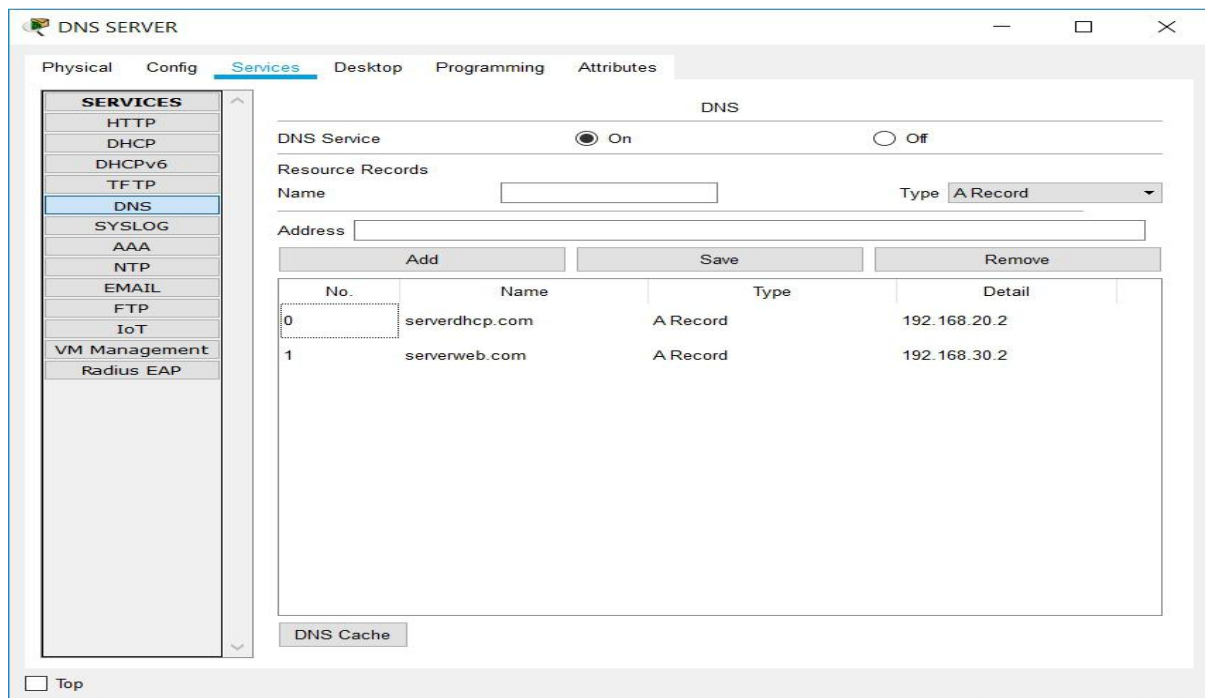 DNS SERVER
Physical Config Services Desktop Programming Attributes
SERVICES
HTTP
DHCP
DHCPv6
TFTP
DNS
SYSLOG
AAA
NTP
EMAIL
FTP
IoT
VM Management
Radius EAP
DNS
DNS Service On Off
Resource Records
Name Type A Record
Address
Add Save Remove
No. Name Type Detail
0 serverdhcp.com A Record 192.168.20.2
1 serverweb.com A Record 192.168.30.2
DNS Cache
Top